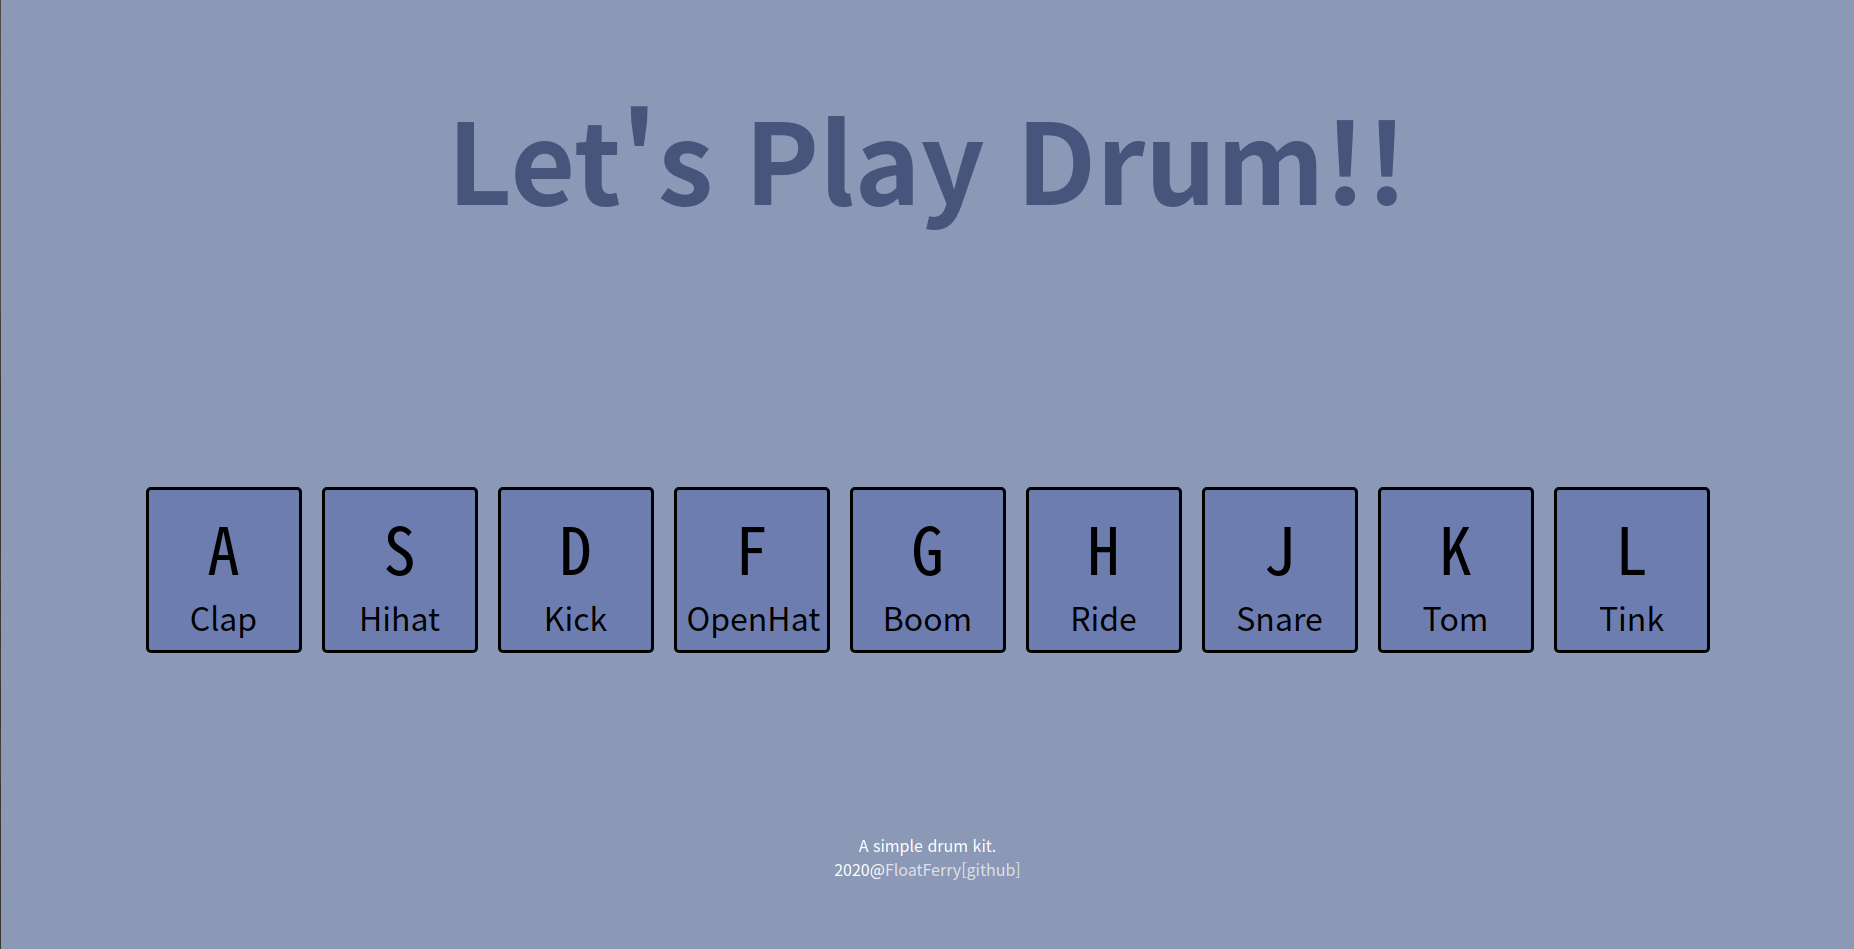 Let's Play Drum!!
A S D F G H J K L
Clap Hihat Kick OpenHat Boom Ride Snare Tom Tink
A simple drum kit.
2020@FloatFerry[github]